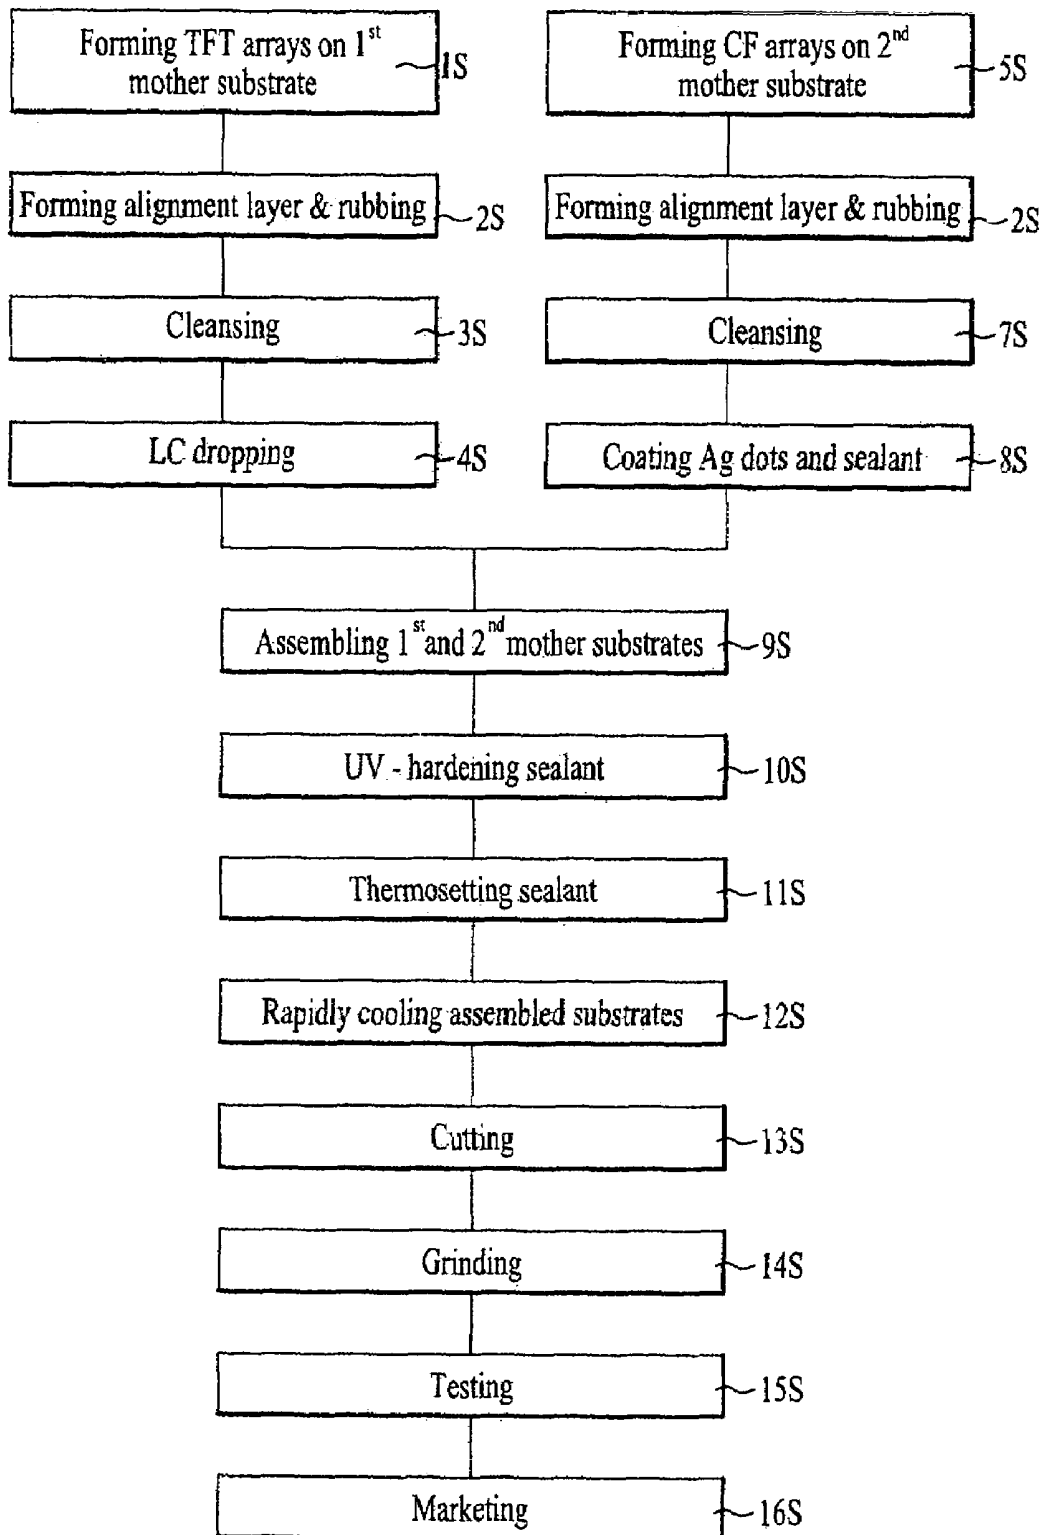 Forming TFT arrays on 1st
mother substrate
1S
Forming alignment layer & rubbing
2S
Cleansing
3S
LC dropping
4S
Forming CF arrays on 2nd
mother substrate
5S
Forming alignment layer & rubbing
2S
Cleansing
7S
Coating Ag dots and sealant
8S
Assembling 1st and 2nd mother substrates
9S
UV - hardening sealant
10S
Thermosetting sealant
11S
Rapidly cooling assembled substrates
12S
Cutting
13S
Grinding
14S
Testing
15S
Marketing
16S